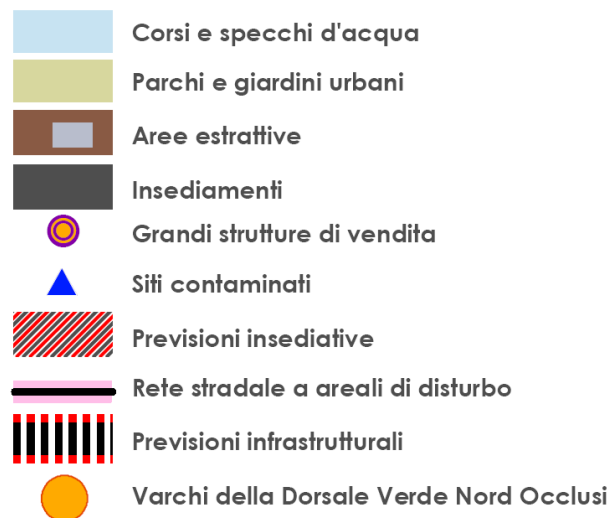 Corsi e specchi d'acqua
Parchi e giardini urbani
Aree estrattive
Insediamenti
Grandi strutture di vendita
Siti contaminati
Previsioni insediative
Rete stradale a areali di disturbo
Previsioni infrastrutturali
Varchi della Dorsale Verde Nord Occlusi